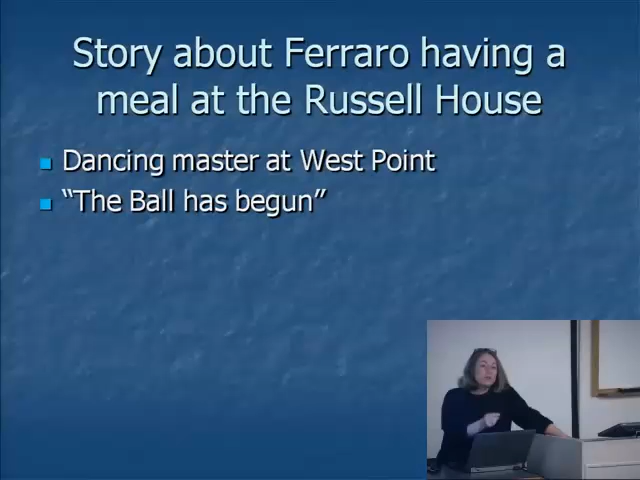 Story about Ferraro having a
meal at the Russell House
Dancing master at West Point
“The Ball has begun”